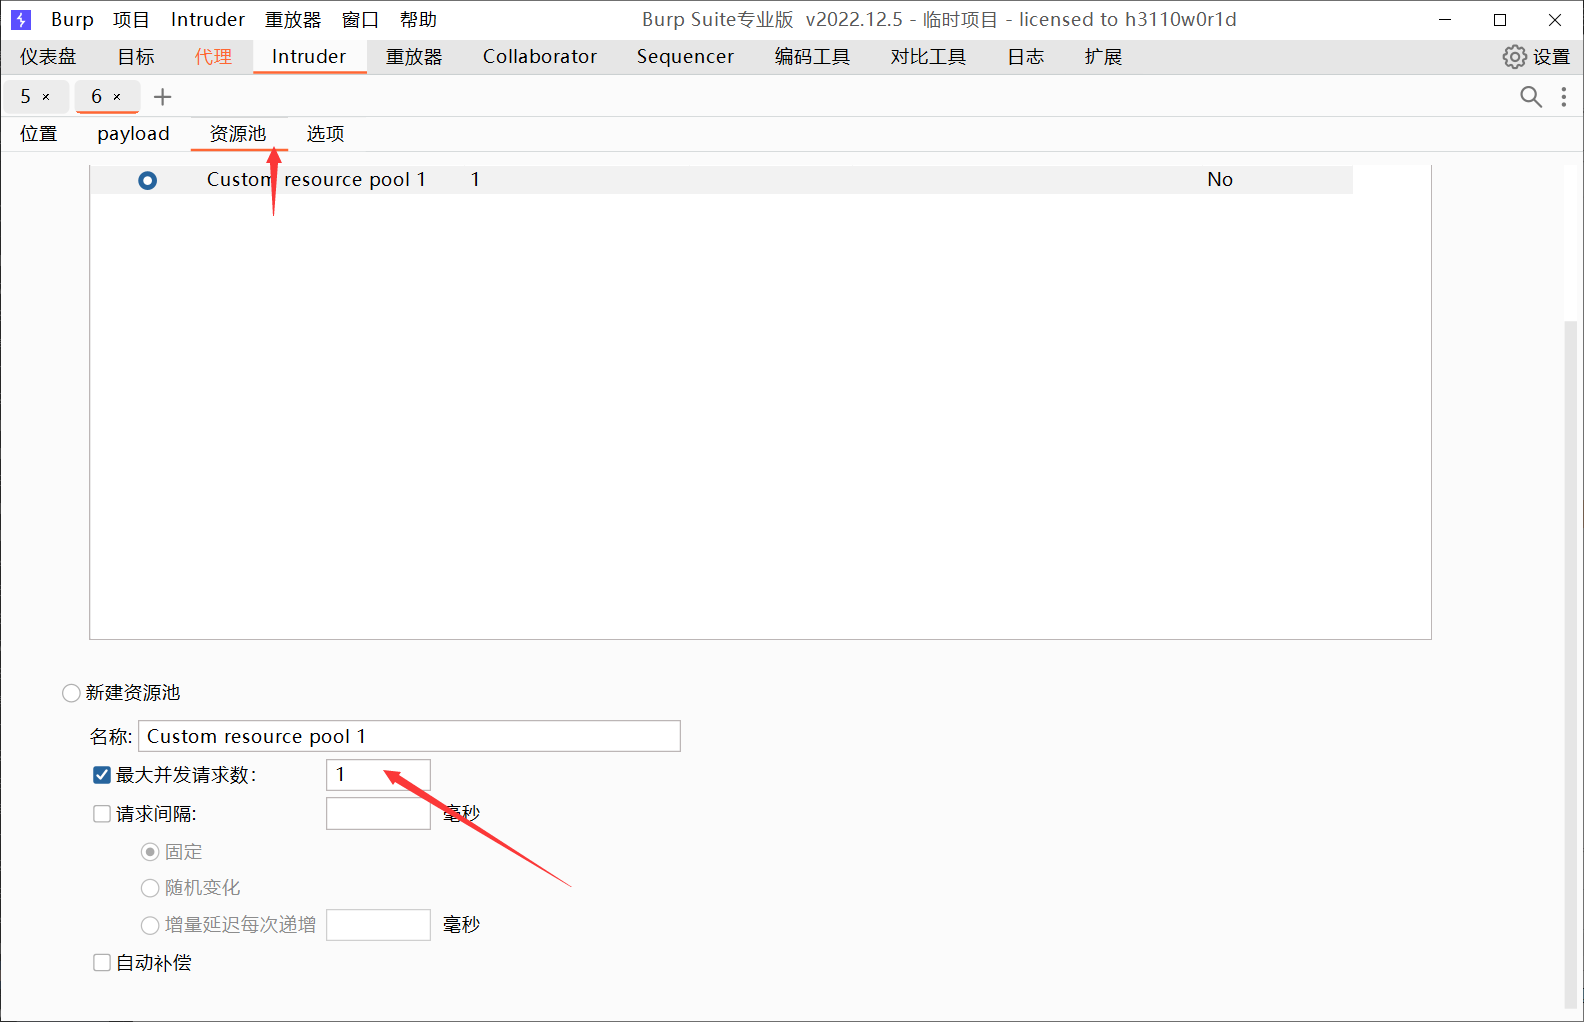 Burp 项目 Intruder 重放器 窗口 帮助 Burp Suite专业版 v2022.12.5 - 临时项目 - licensed to h3110w0r1d
仪表盘 目标 代理 Intruder 重放器 Collaborator Sequencer 编码工具 对比工具 日志 扩展 设置
5 × 6 × +
位置 payload 资源池 选项
Custom resource pool 1 1 No
新建资源池
名称: Custom resource pool 1
最大并发请求数: 1
请求间隔: 毫秒
固定
随机变化
增量延迟每次递增 毫秒
自动补偿